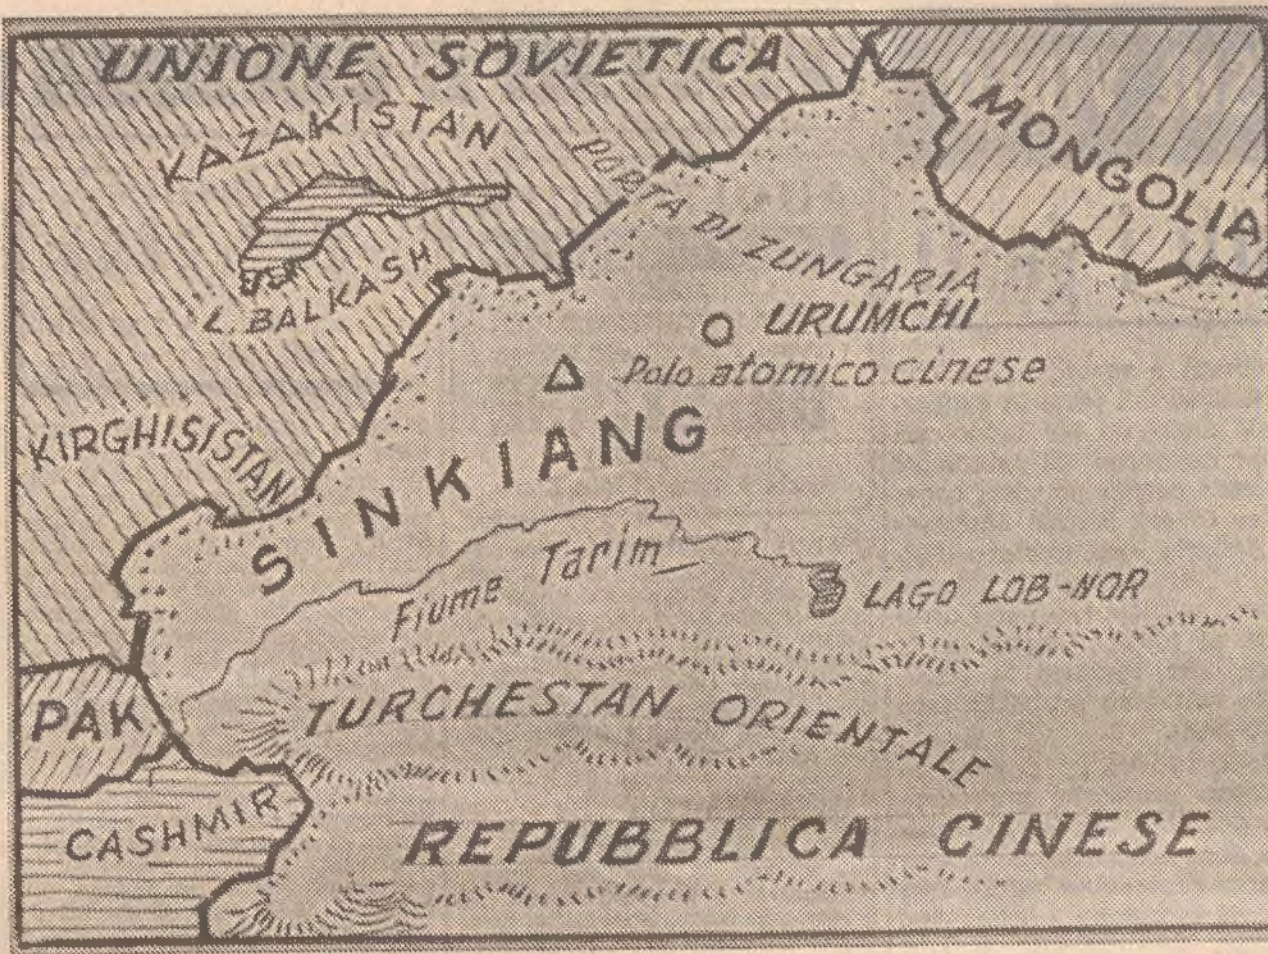 UNIONE SOVIETICA
KAZAKISTAN
MONGOLIA
PORTA DI ZUNGARIA
L. BALKASH
URUMCHI
Polo atomico cinese
KIRGHISISTAN
SINKIANG
Fiume Tarim
LAGO LOB-NOR
PAK
TURCHESTAN ORIENTALE
CASHMIR
REPUBBLICA CINESE